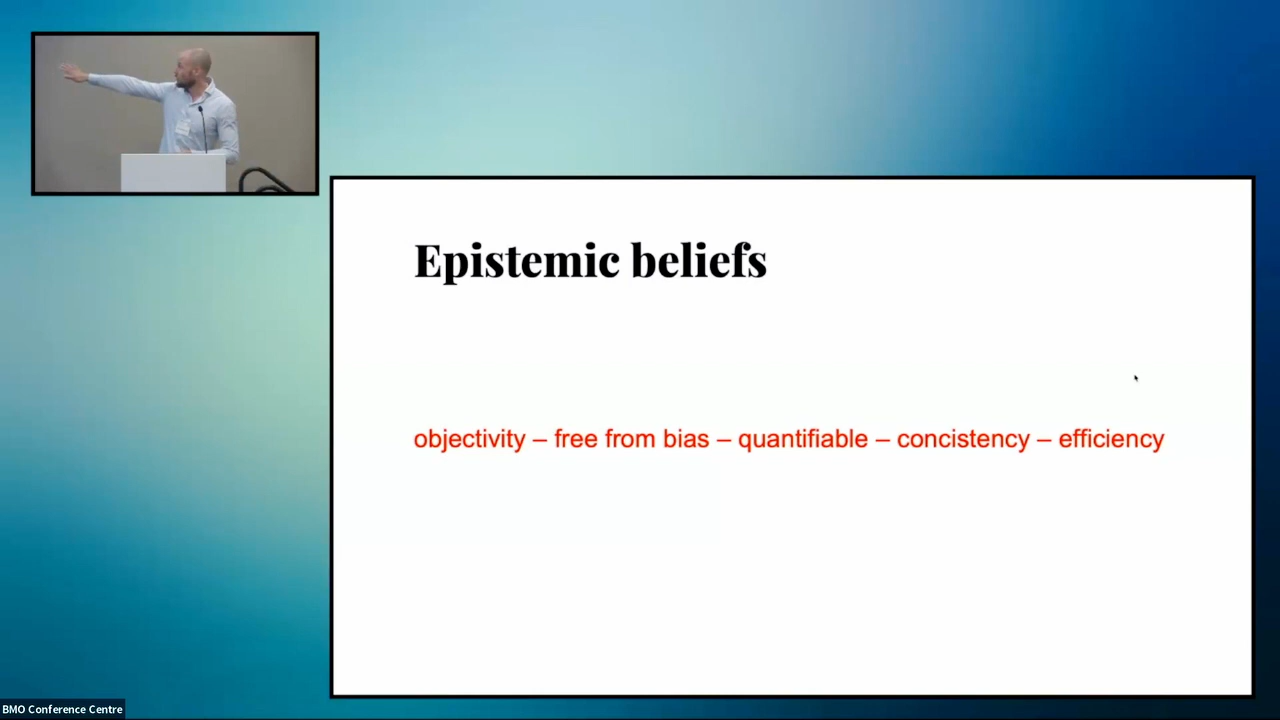 Epistemic beliefs
objectivity – free from bias – quantifiable – concistency – efficiency
BMO Conference Centre